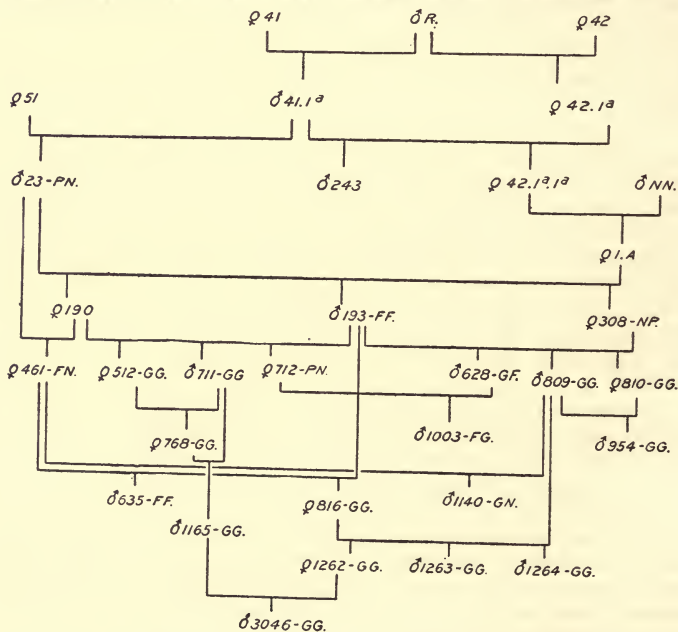 ♀41 ♂R. ♀42
♀51 ♂41.1ª ♀42.1ª
♂23-PN. ♂243 ♀42.1ª.1ª ♂NN.
♀1.A
♀190 ♂193-FF. ♀308-NP.
♀461-FN. ♀512-GG. ♂711-GG ♀712-PN. ♂628-GF. ♂809-GG. ♀810-GG.
♀768-GG. ♂1003-FG. ♂954-GG.
♂635-FF. ♀816-GG. ♂1140-GN.
♂1165-GG.
♀1262-GG. ♂1263-GG. ♂1264-GG.
♂3046-GG.